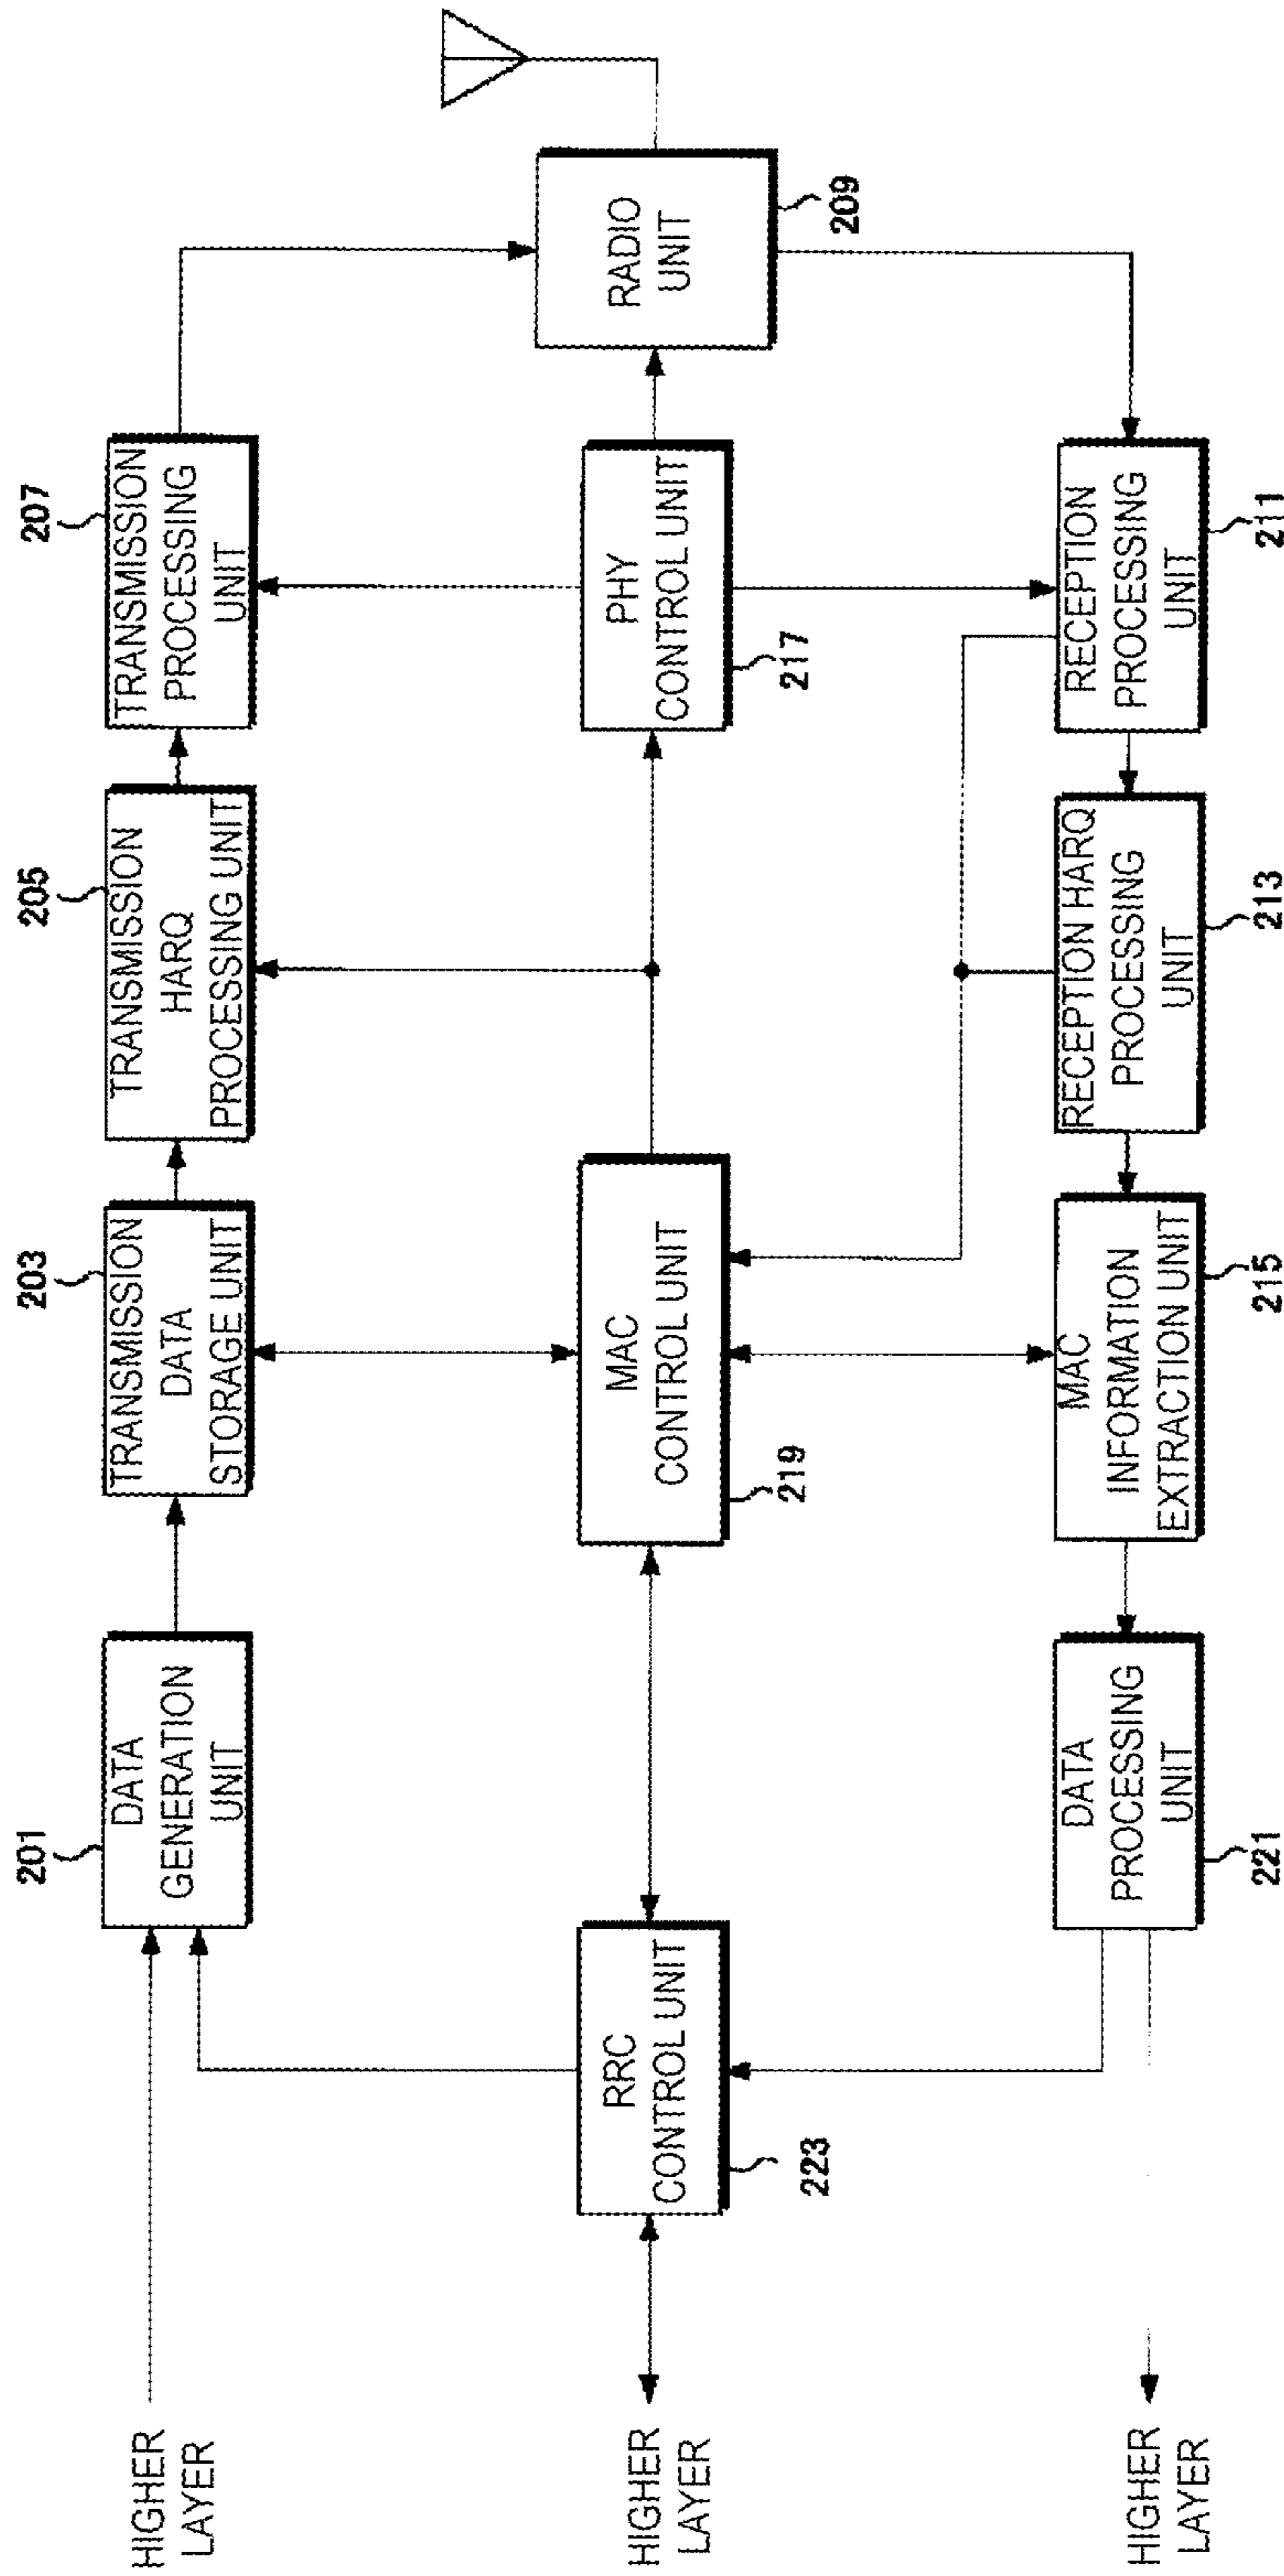 HIGHER
LAYER
201
DATA
GENERATION
UNIT
203
TRANSMISSION
DATA
STORAGE UNIT
205
TRANSMISSION
HARQ
PROCESSING UNIT
207
TRANSMISSION
PROCESSING
UNIT
HIGHER
LAYER
RRC
CONTROL UNIT
223
MAC
CONTROL UNIT
219
PHY
CONTROL UNIT
217
RADIO
UNIT
209
HIGHER
LAYER
DATA
PROCESSING
UNIT
221
MAC
INFORMATION
EXTRACTION UNIT
215
RECEPTION HARQ
PROCESSING
UNIT
213
RECEPTION
PROCESSING
UNIT
211